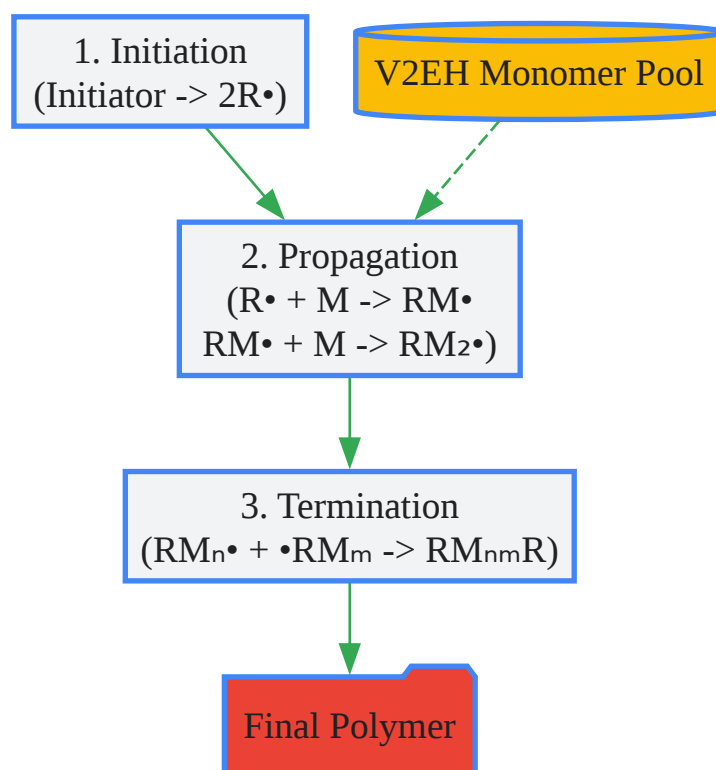 1. Initiation
(Initiator -> 2R•)
V2EH Monomer Pool
2. Propagation
(R• + M -> RM•
RM• + M -> RM₂•)
3. Termination
(RMₙ• + •RMₘ -> RMₙₘR)
Final Polymer